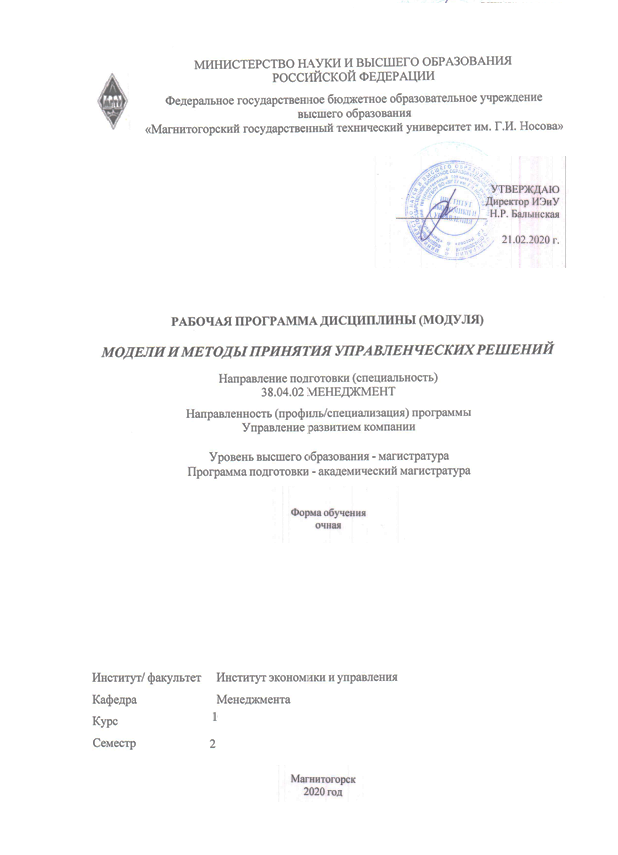 МИНИСТЕРСТВО НАУКИ И ВЫСШЕГО ОБРАЗОВАНИЯ
РОССИЙСКОЙ ФЕДЕРАЦИИ
Федеральное государственное бюджетное образовательное учреждение
высшего образования
«Магнитогорский государственный технический университет им. Г.И. Носова»
УТВЕРЖДАЮ
Директор ИЭиУ
Н.Р. Балынская
21.02.2020 г.
РАБОЧАЯ ПРОГРАММА ДИСЦИПЛИНЫ (МОДУЛЯ)
МОДЕЛИ И МЕТОДЫ ПРИНЯТИЯ УПРАВЛЕНЧЕСКИХ РЕШЕНИЙ
Направление подготовки (специальность)
38.04.02 МЕНЕДЖМЕНТ
Направленность (профиль/специализация) программы
Управление развитием компании
Уровень высшего образования - магистратура
Программа подготовки - академический магистратура
Форма обучения
очная
Институт/ факультет Институт экономики и управления
Кафедра Менеджмента
Курс 1
Семестр 2
Магнитогорск
2020 год